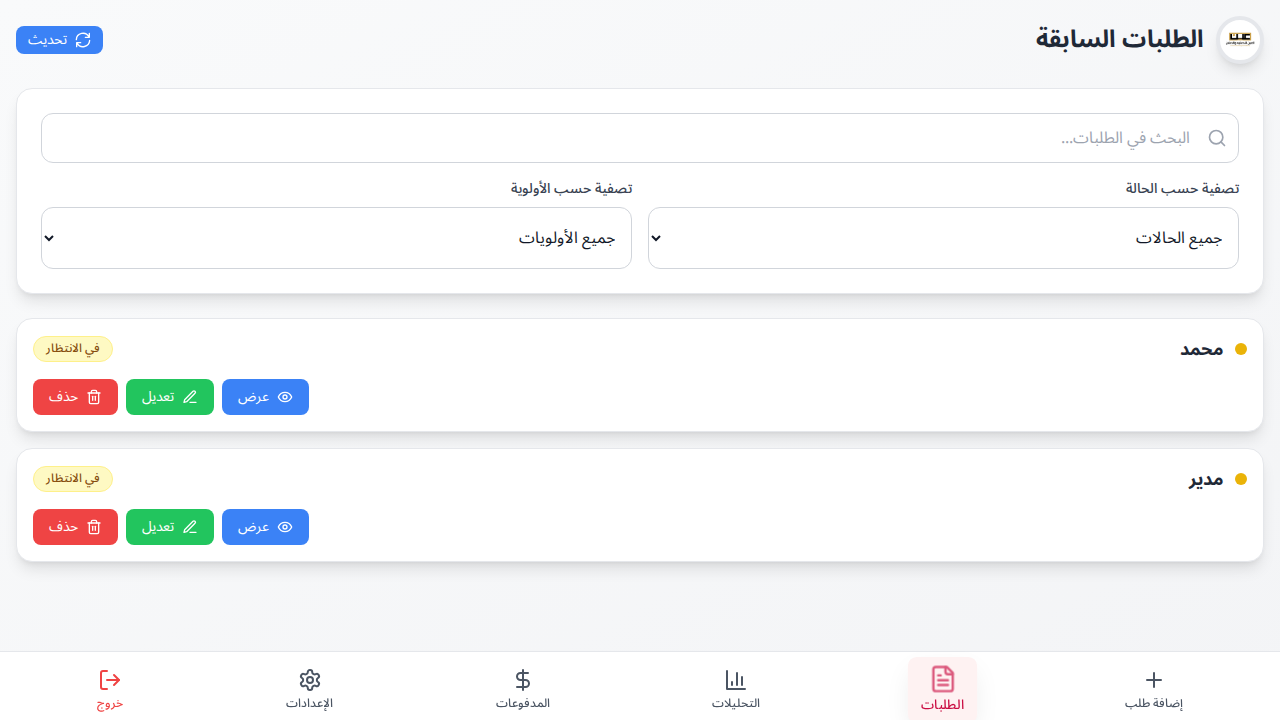 الطلبات السابقة
تحديث
البحث في الطلبات...
تصفية حسب الحالة
تصفية حسب الأولوية
جميع الحالات
جميع الأولويات
محمد
في الانتظار
عرض
تعديل
حذف
مدير
في الانتظار
عرض
تعديل
حذف
إضافة طلب
الطلبات
التحليلات
المدفوعات
الإعدادات
خروج